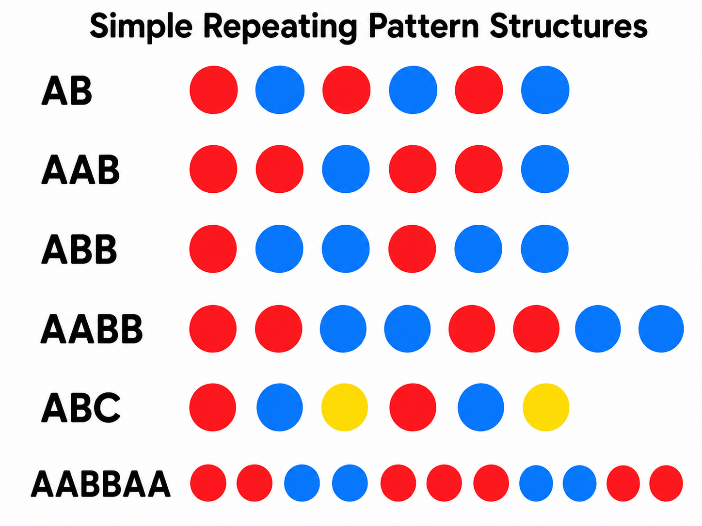 Simple Repeating Pattern Structures
AB
AAB
ABB
AABB
ABC
AABBAA